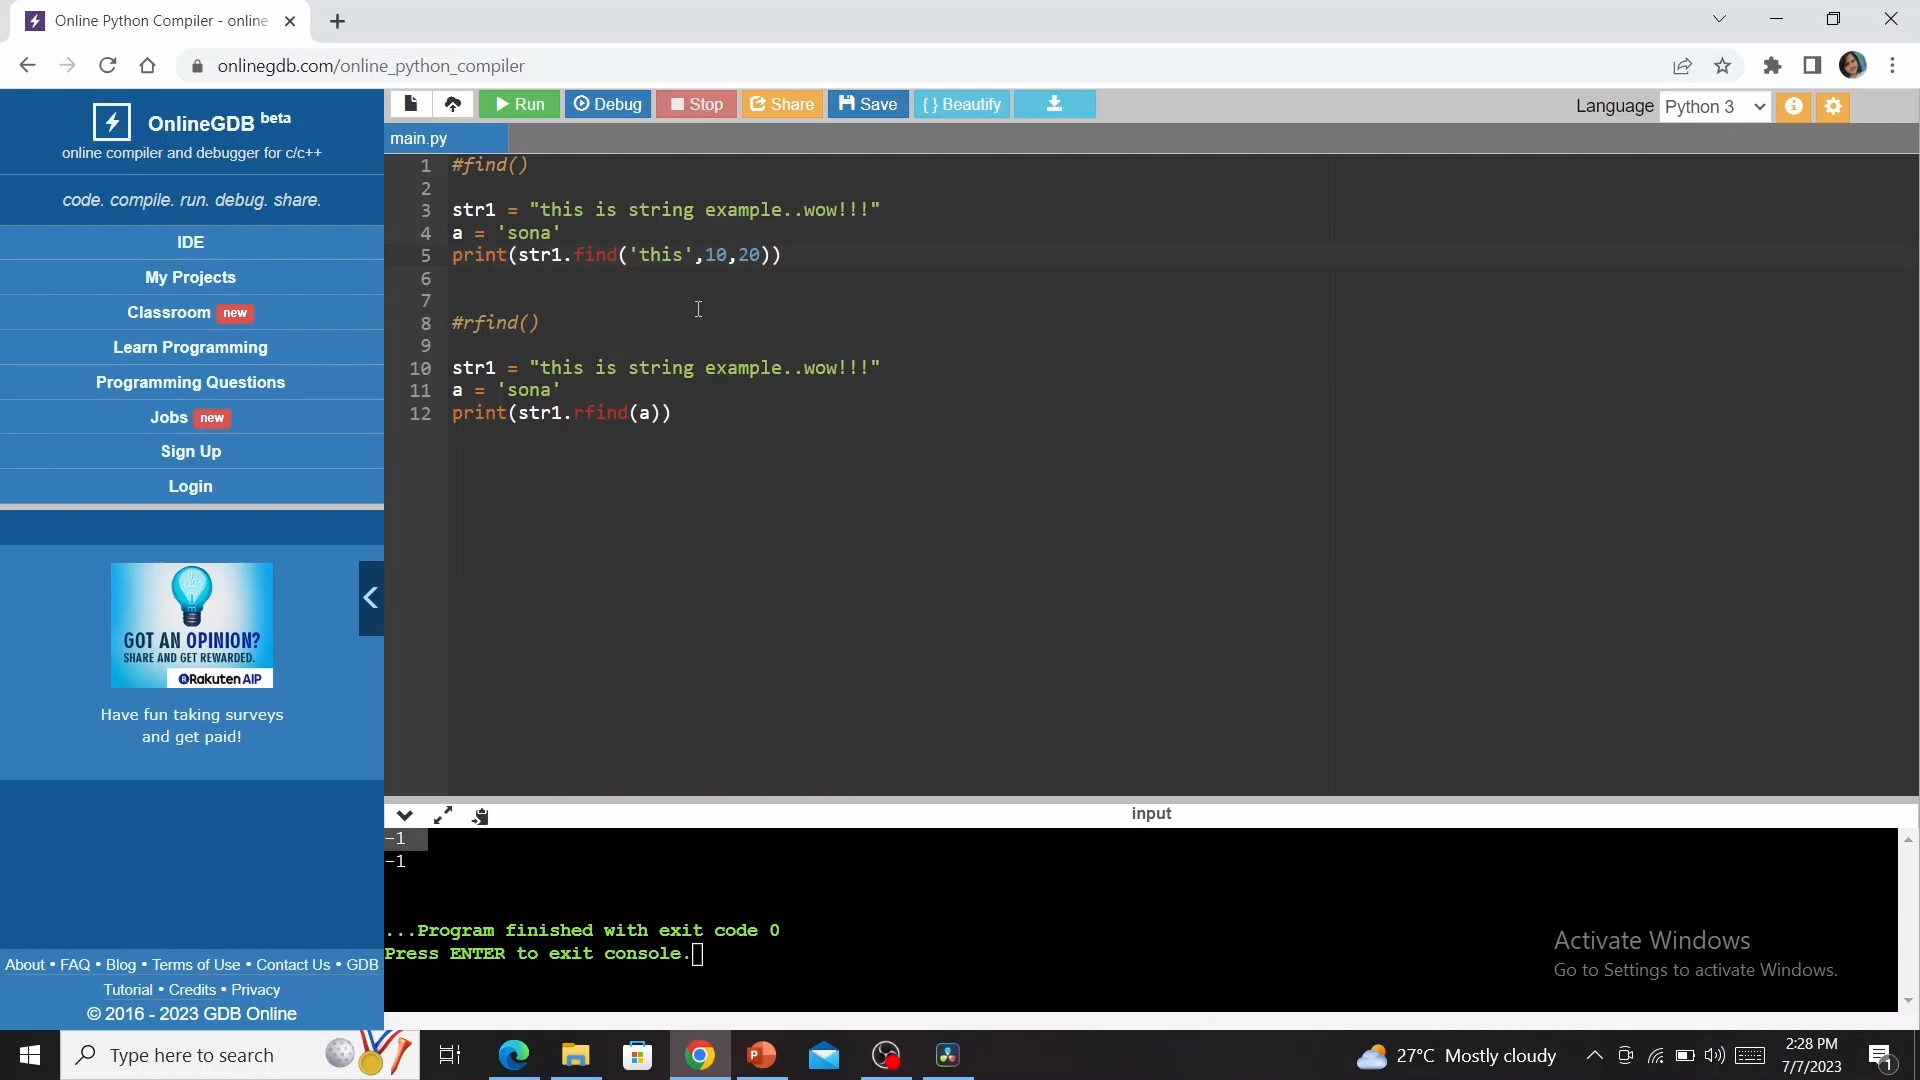 Online Python Compiler - online
onlinegdb.com/online_python_compiler
OnlineGDB beta
online compiler and debugger for c/c++
code. compile. run. debug. share.
IDE
My Projects
Classroom new
Learn Programming
Programming Questions
Jobs new
Sign Up
Login
GOT AN OPINION?
SHARE AND GET REWARDED.
Rakuten AIP
Have fun taking surveys
and get paid!
About • FAQ • Blog • Terms of Use • Contact Us • GDB
Tutorial • Credits • Privacy
© 2016 - 2023 GDB Online
Run Debug Stop Share Save { } Beautify
Language Python 3
main.py
1 #find()
2
3 str1 = "this is string example..wow!!!"
4 a = 'sona'
5 print(str1.find('this',10,20))
6
7
8 #rfind()
9
10 str1 = "this is string example..wow!!!"
11 a = 'sona'
12 print(str1.rfind(a))
input
-1
-1
...Program finished with exit code 0
Press ENTER to exit console.
Activate Windows
Go to Settings to activate Windows.
Type here to search
27°C Mostly cloudy
2:28 PM
7/7/2023
1